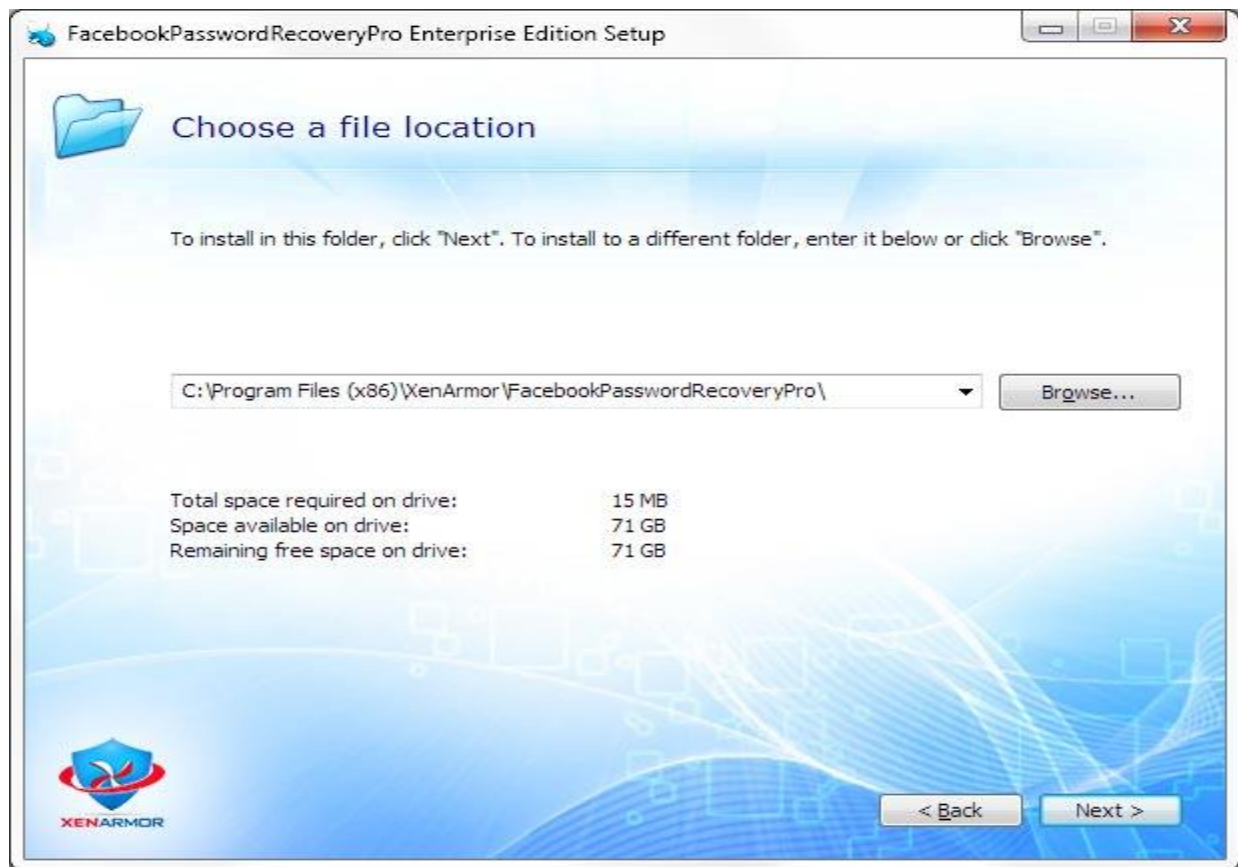 FacebookPasswordRecoveryPro Enterprise Edition Setup
Choose a file location
To install in this folder, click "Next". To install to a different folder, enter it below or click "Browse".
C:\Program Files (x86)\XenArmor\FacebookPasswordRecoveryPro\
Browse...
Total space required on drive: 15 MB
Space available on drive: 71 GB
Remaining free space on drive: 71 GB
XENARMOR
< Back Next >